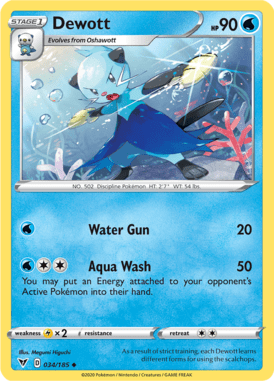 STAGE 1
Dewott
HP 90
Evolves from Oshawott
NO. 502 Discipline Pokémon HT: 2'7" WT: 54 lbs.
Water Gun 20
Aqua Wash 50
You may put an Energy attached to your opponent's
Active Pokémon into their hand.
weakness ×2 resistance retreat
Illus. Megumi Higuchi
D 034/185
As a result of strict training, each Dewott learns
different forms for using the scalchops.
©2020 Pokémon / Nintendo / Creatures / GAME FREAK